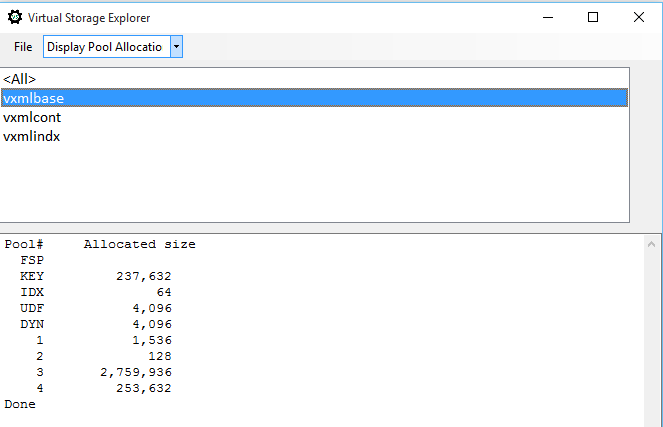 Virtual Storage Explorer
File Display Pool Allocatio
<All>
vxmlbase
vxmlcont
vxmlindx
Pool# Allocated size
FSP
KEY 237,632
IDX 64
UDF 4,096
DYN 4,096
1 1,536
2 128
3 2,759,936
4 253,632
Done